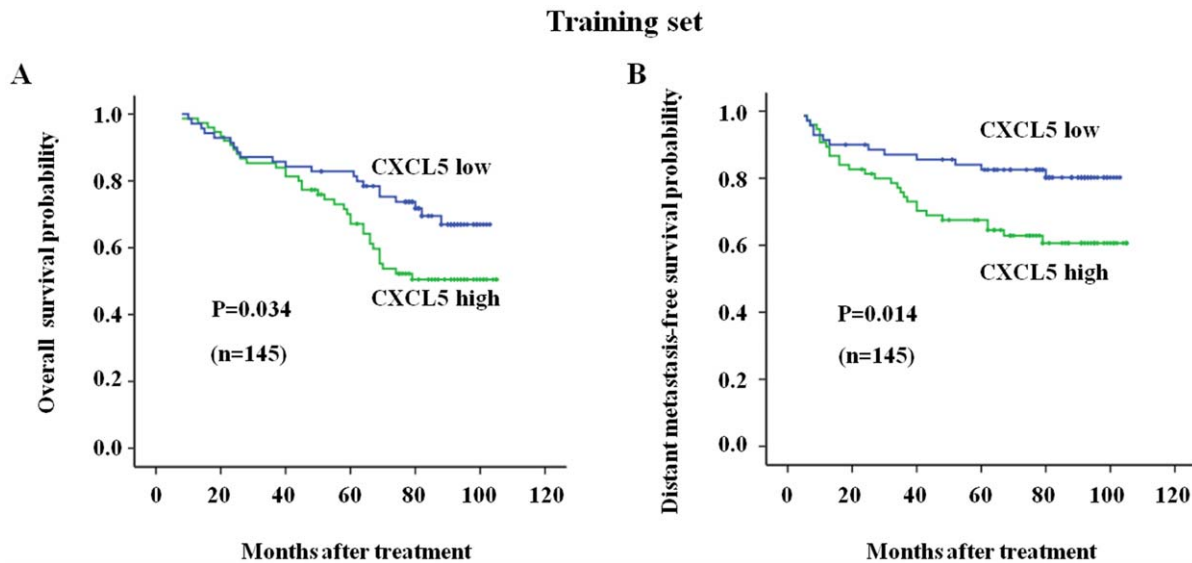 Training set
A
Overall survival probability
1.0
0.8
0.6
0.4
0.2
0.0
CXCL5 low
CXCL5 high
P=0.034
(n=145)
0 20 40 60 80 100 120
Months after treatment
B
Distant metastasis-free survival probability
1.0
0.8
0.6
0.4
0.2
0.0
CXCL5 low
CXCL5 high
P=0.014
(n=145)
0 20 40 60 80 100 120
Months after treatment